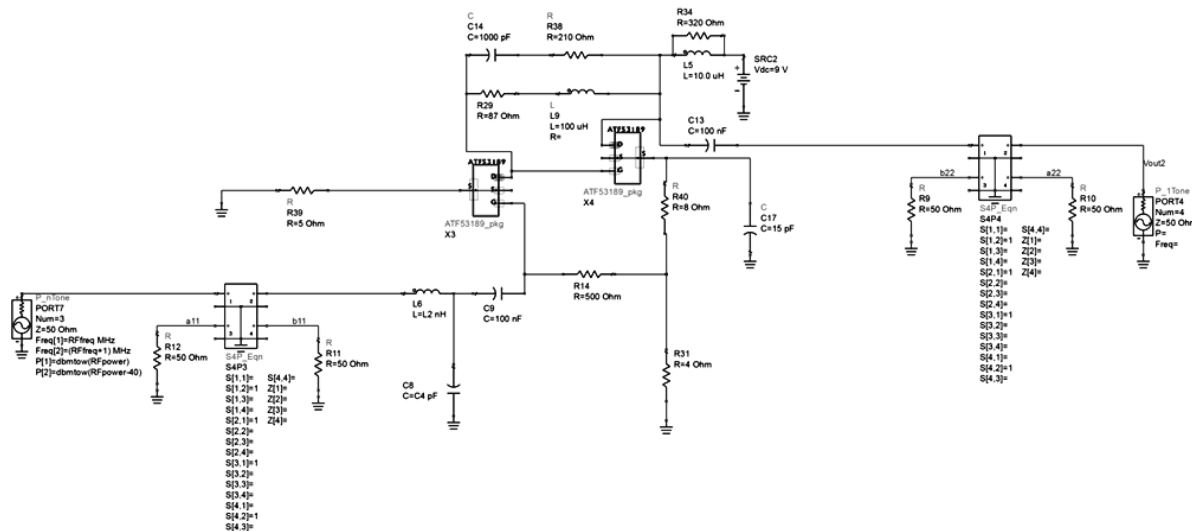 C
C14
C=1000 pF
R
R38
R=210 Ohm
R34
R=320 Ohm
L5
L=10.0 uH
SRC2
Vdc=9 V
R29
R=87 Ohm
L
L9
L=100 uH
R=
ATF53189
D
S
G
S
ATF53189_pkg
X4
C13
C=100 nF
ATF53189
S
D
S
G
ATF53189_pkg
X3
R
R39
R=5 Ohm
R
R40
R=8 Ohm
C
C17
C=15 pF
R14
R=500 Ohm
R31
R=4 Ohm
L6
L=L2 nH
C9
C=100 nF
C8
C=C4 pF
P_nTone
PORT7
Num=3
Z=50 Ohm
Freq[1]=RFfreq MHz
Freq[2]=(RFfreq+1) MHz
P[1]=dbmtow(RFpower)
P[2]=dbmtow(RFpower-40)
a11
R
R12
R=50 Ohm
1 2
3 4
b11
R
R11
R=50 Ohm
S4P_Eqn
S4P3
S[1,1]= S[4,4]=
S[1,2]=1 Z[1]=
S[1,3]= Z[2]=
S[1,4]= Z[3]=
S[2,1]=1 Z[4]=
S[2,2]=
S[2,3]=
S[2,4]=
S[3,1]=1
S[3,2]=
S[3,3]=
S[3,4]=
S[4,1]=
S[4,2]=1
S[4,3]=
b22
R
R9
R=50 Ohm
1 2
3 4
a22
R
R10
R=50 Ohm
S4P_Eqn
S4P4
S[1,1]= S[4,4]=
S[1,2]=1 Z[1]=
S[1,3]= Z[2]=
S[1,4]= Z[3]=
S[2,1]=1 Z[4]=
S[2,2]=
S[2,3]=
S[2,4]=
S[3,1]=1
S[3,2]=
S[3,3]=
S[3,4]=
S[4,1]=
S[4,2]=1
S[4,3]=
Vout2
P_1Tone
PORT4
Num=4
Z=50 Ohm
P=
Freq=